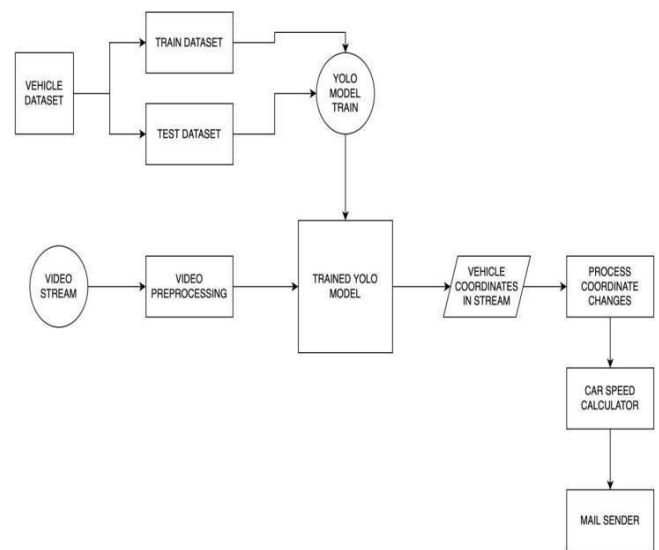 TRAIN DATASET
VEHICLE
DATASET
YOLO
MODEL
TRAIN
TEST DATASET
VIDEO
STREAM
VIDEO
PREPROCESSING
TRAINED YOLO
MODEL
VEHICLE
COORDINATES
IN STREAM
PROCESS
COORDINATE
CHANGES
CAR SPEED
CALCULATOR
MAIL SENDER